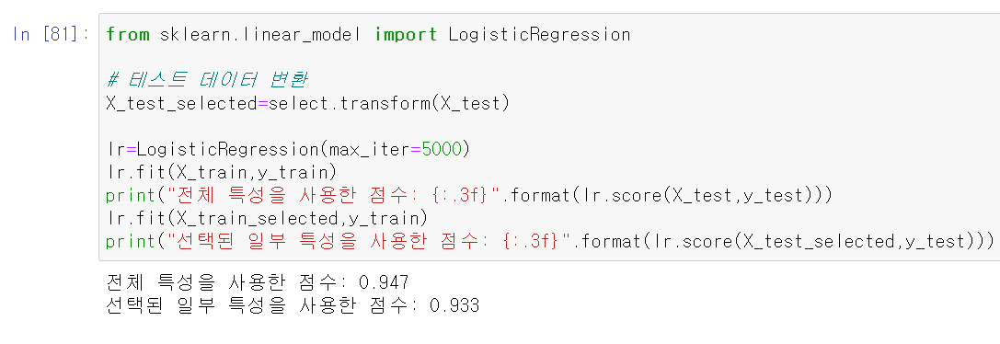 In [81]: from sklearn.linear_model import LogisticRegression
# 테스트 데이터 변환
X_test_selected=select.transform(X_test)
lr=LogisticRegression(max_iter=5000)
lr.fit(X_train,y_train)
print("전체 특성을 사용한 점수: {:.3f}".format(lr.score(X_test,y_test)))
lr.fit(X_train_selected,y_train)
print("선택된 일부 특성을 사용한 점수: {:.3f}".format(lr.score(X_test_selected,y_test)))
전체 특성을 사용한 점수: 0.947
선택된 일부 특성을 사용한 점수: 0.933